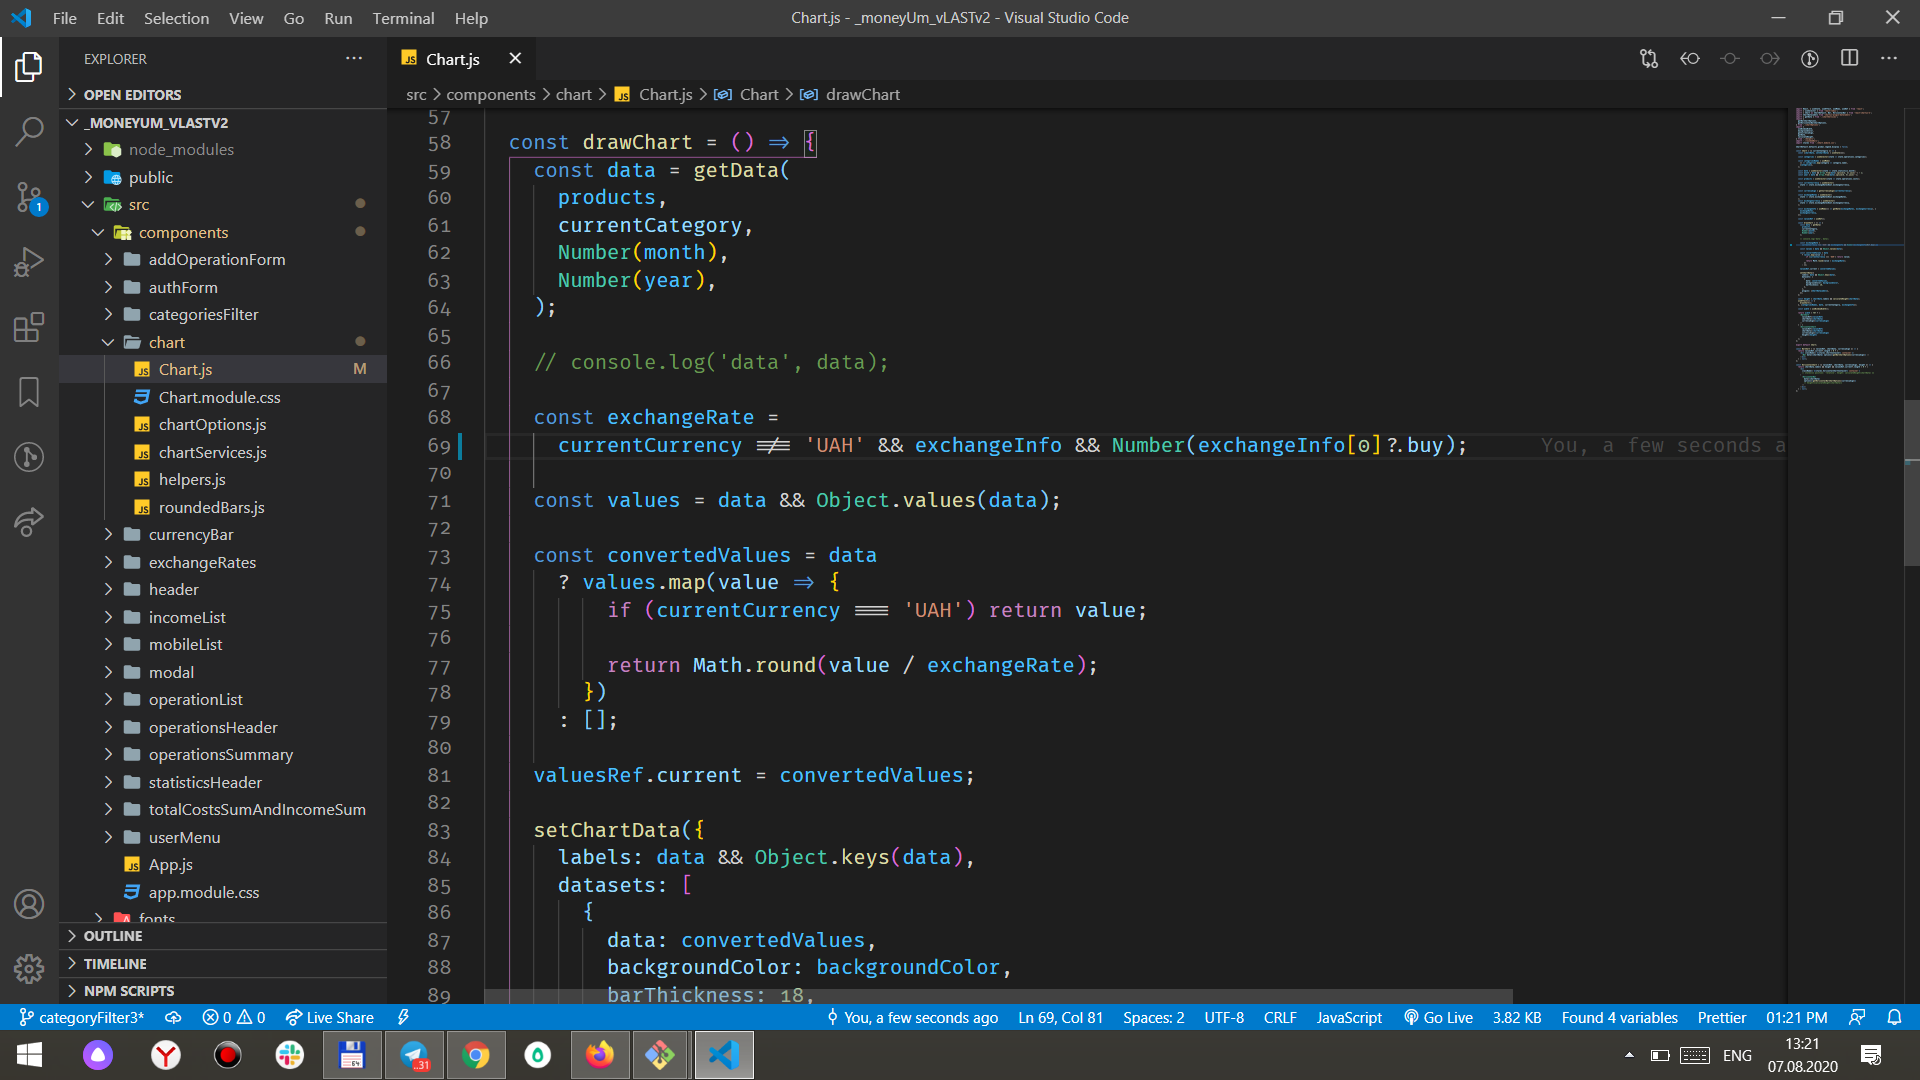 File Edit Selection View Go Run Terminal Help
Chart.js - _moneyUm_vLASTv2 - Visual Studio Code
EXPLORER
OPEN EDITORS
_MONEYUM_VLASTV2
node_modules
public
src
components
addOperationForm
authForm
categoriesFilter
chart
Chart.js M
Chart.module.css
chartOptions.js
chartServices.js
helpers.js
roundedBars.js
currencyBar
exchangeRates
header
incomeList
mobileList
modal
operationList
operationsHeader
operationsSummary
statisticsHeader
totalCostsSumAndIncomeSum
userMenu
App.js
app.module.css
fonts
OUTLINE
TIMELINE
NPM SCRIPTS
1
JS Chart.js
src > components > chart > JS Chart.js > Chart > drawChart
57
58 const drawChart = () => {
59 const data = getData(
60 products,
61 currentCategory,
62 Number(month),
63 Number(year),
64 );
65
66 // console.log('data', data);
67
68 const exchangeRate =
69 currentCurrency !== 'UAH' && exchangeInfo && Number(exchangeInfo[0]?.buy); You, a few seconds a
70
71 const values = data && Object.values(data);
72
73 const convertedValues = data
74 ? values.map(value => {
75 if (currentCurrency === 'UAH') return value;
76
77 return Math.round(value / exchangeRate);
78 })
79 : [];
80
81 valuesRef.current = convertedValues;
82
83 setChartData({
84 labels: data && Object.keys(data),
85 datasets: [
86 {
87 data: convertedValues,
88 backgroundColor: backgroundColor,
89 barThickness: 18,
categoryFilter3* 0 0 Live Share You, a few seconds ago Ln 69, Col 81 Spaces: 2 UTF-8 CRLF JavaScript Go Live 3.82 KB Found 4 variables Prettier 01:21 PM
64 ..31 ENG 13:21
07.08.2020